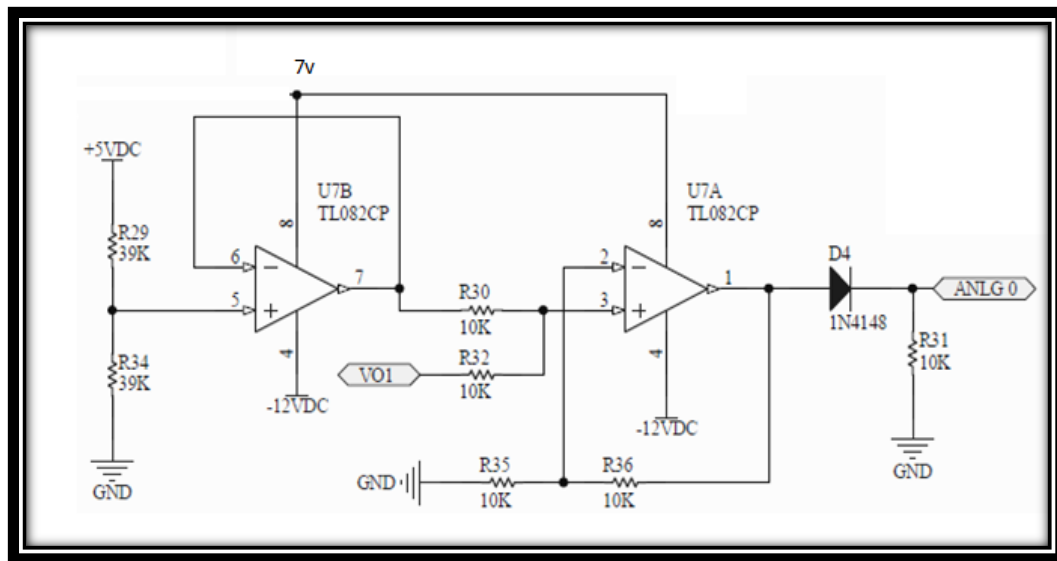 7v
+5VDC
U7B
TL082CP
U7A
TL082CP
8
8
R29
39K
6
7
5
2
1
3
D4
1N4148
ANLG 0
R30
10K
R31
10K
R34
39K
4
4
VO1
R32
10K
-12VDC
-12VDC
GND
R35
10K
R36
10K
GND
GND